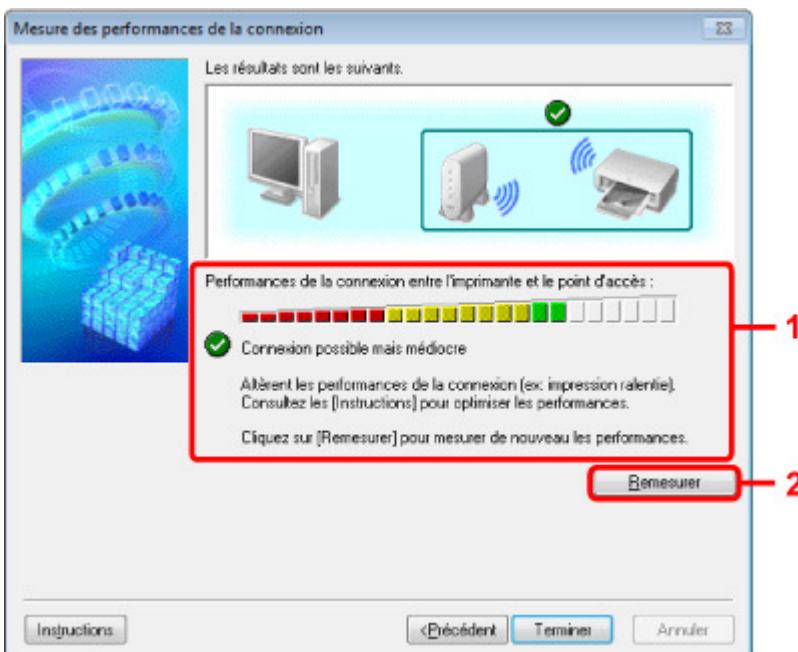 Mesure des performances de la connexion
Les résultats sont les suivants.
Performances de la connexion entre l'imprimante et le point d'accès :
1
Connexion possible mais médiocre
Altèrent les performances de la connexion (ex: impression ralentie).
Consultez les [Instructions] pour optimiser les performances.
Cliquez sur [Remesurer] pour mesurer de nouveau les performances.
Remesurer
2
Instructions
<Précédent
Terminer
Annuler